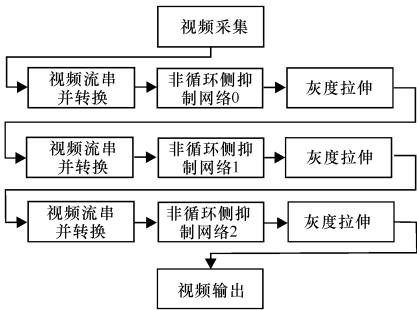 视频采集
视频流串
并转换
非循环侧抑
制网络0
灰度拉伸
视频流串
并转换
非循环侧抑
制网络1
灰度拉伸
视频流串
并转换
非循环侧抑
制网络2
灰度拉伸
视频输出